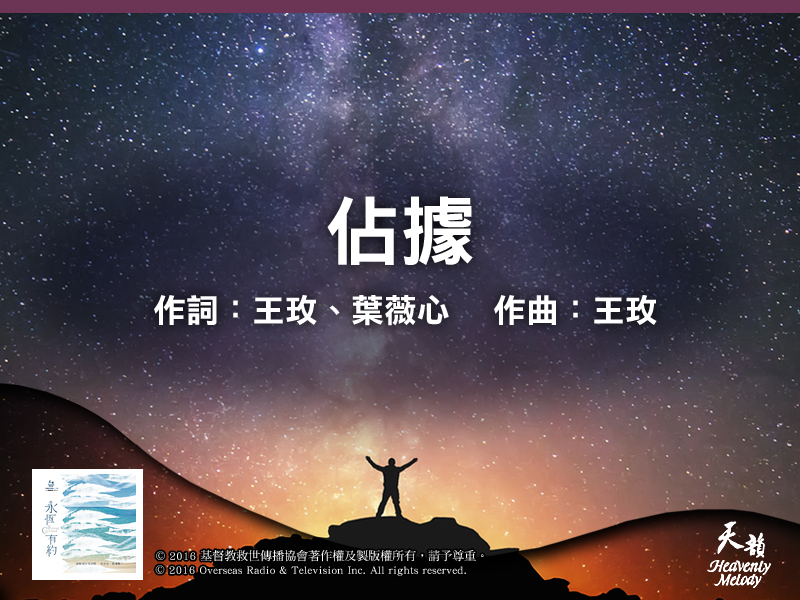 佔據
作詞：王玫、葉薇心　作曲：王玫
永恆
有約
© 2016 基督教救世傳播協會著作權及製版權所有，請予尊重。
© 2016 Overseas Radio & Television Inc. All rights reserved.
天韻
Heavenly
Melody